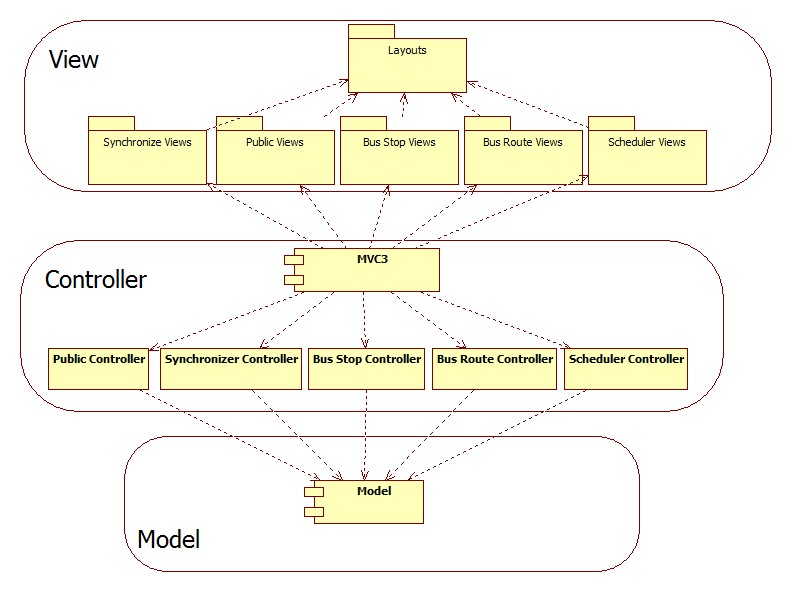 View
Layouts
Synchronize Views
Public Views
Bus Stop Views
Bus Route Views
Scheduler Views
Controller
MVC3
Public Controller
Synchronizer Controller
Bus Stop Controller
Bus Route Controller
Scheduler Controller
Model
Model